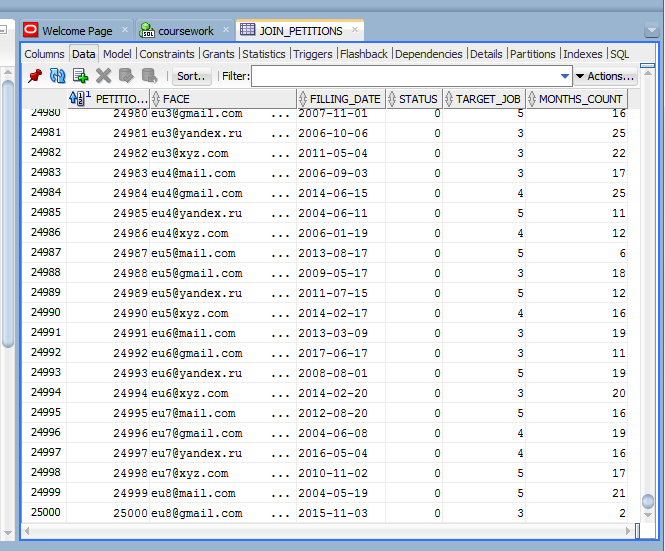 Welcome Page × coursework × JOIN_PETITIONS ×
Columns Data Model Constraints Grants Statistics Triggers Flashback Dependencies Details Partitions Indexes SQL
Sort.. Filter: Actions...
1 PETITIO... FACE FILLING_DATE STATUS TARGET_JOB MONTHS_COUNT
24980 24980 eu3@gmail.com ... 2007-11-01 0 5 16
24981 24981 eu3@yandex.ru ... 2006-10-06 0 3 25
24982 24982 eu3@xyz.com ... 2011-05-04 0 3 22
24983 24983 eu4@mail.com ... 2006-09-03 0 3 17
24984 24984 eu4@gmail.com ... 2014-06-15 0 4 25
24985 24985 eu4@yandex.ru ... 2004-06-11 0 5 11
24986 24986 eu4@xyz.com ... 2006-01-19 0 4 12
24987 24987 eu5@mail.com ... 2013-08-17 0 5 6
24988 24988 eu5@gmail.com ... 2009-05-17 0 3 18
24989 24989 eu5@yandex.ru ... 2011-07-15 0 5 12
24990 24990 eu5@xyz.com ... 2014-02-17 0 4 16
24991 24991 eu6@mail.com ... 2013-03-09 0 3 19
24992 24992 eu6@gmail.com ... 2017-06-17 0 3 11
24993 24993 eu6@yandex.ru ... 2008-08-01 0 5 19
24994 24994 eu6@xyz.com ... 2014-02-20 0 3 20
24995 24995 eu7@mail.com ... 2012-08-20 0 5 16
24996 24996 eu7@gmail.com ... 2004-06-08 0 4 19
24997 24997 eu7@yandex.ru ... 2016-05-04 0 4 16
24998 24998 eu7@xyz.com ... 2010-11-02 0 5 17
24999 24999 eu8@mail.com ... 2004-05-19 0 5 21
25000 25000 eu8@gmail.com ... 2015-11-03 0 3 2